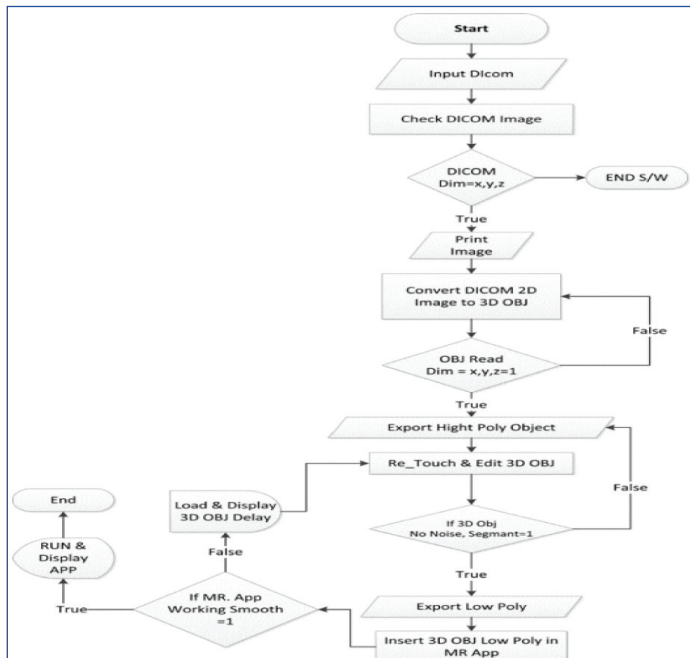 Start
Input DIcom
Check DICOM Image
DICOM
Dim=x,y,z
END S/W
True
Print
Image
Convert DICOM 2D
Image to 3D OBJ
False
OBJ Read
Dim = x,y,z=1
True
Export Hight Poly Object
Re_Touch & Edit 3D OBJ
Load & Display
3D OBJ Delay
End
If 3D Obj
No Noise, Segmant=1
RUN &
Display
APP
False
True
If MR. App
Working Smooth
=1
True
Export Low Poly
Insert 3D OBJ Low Poly in
MR App